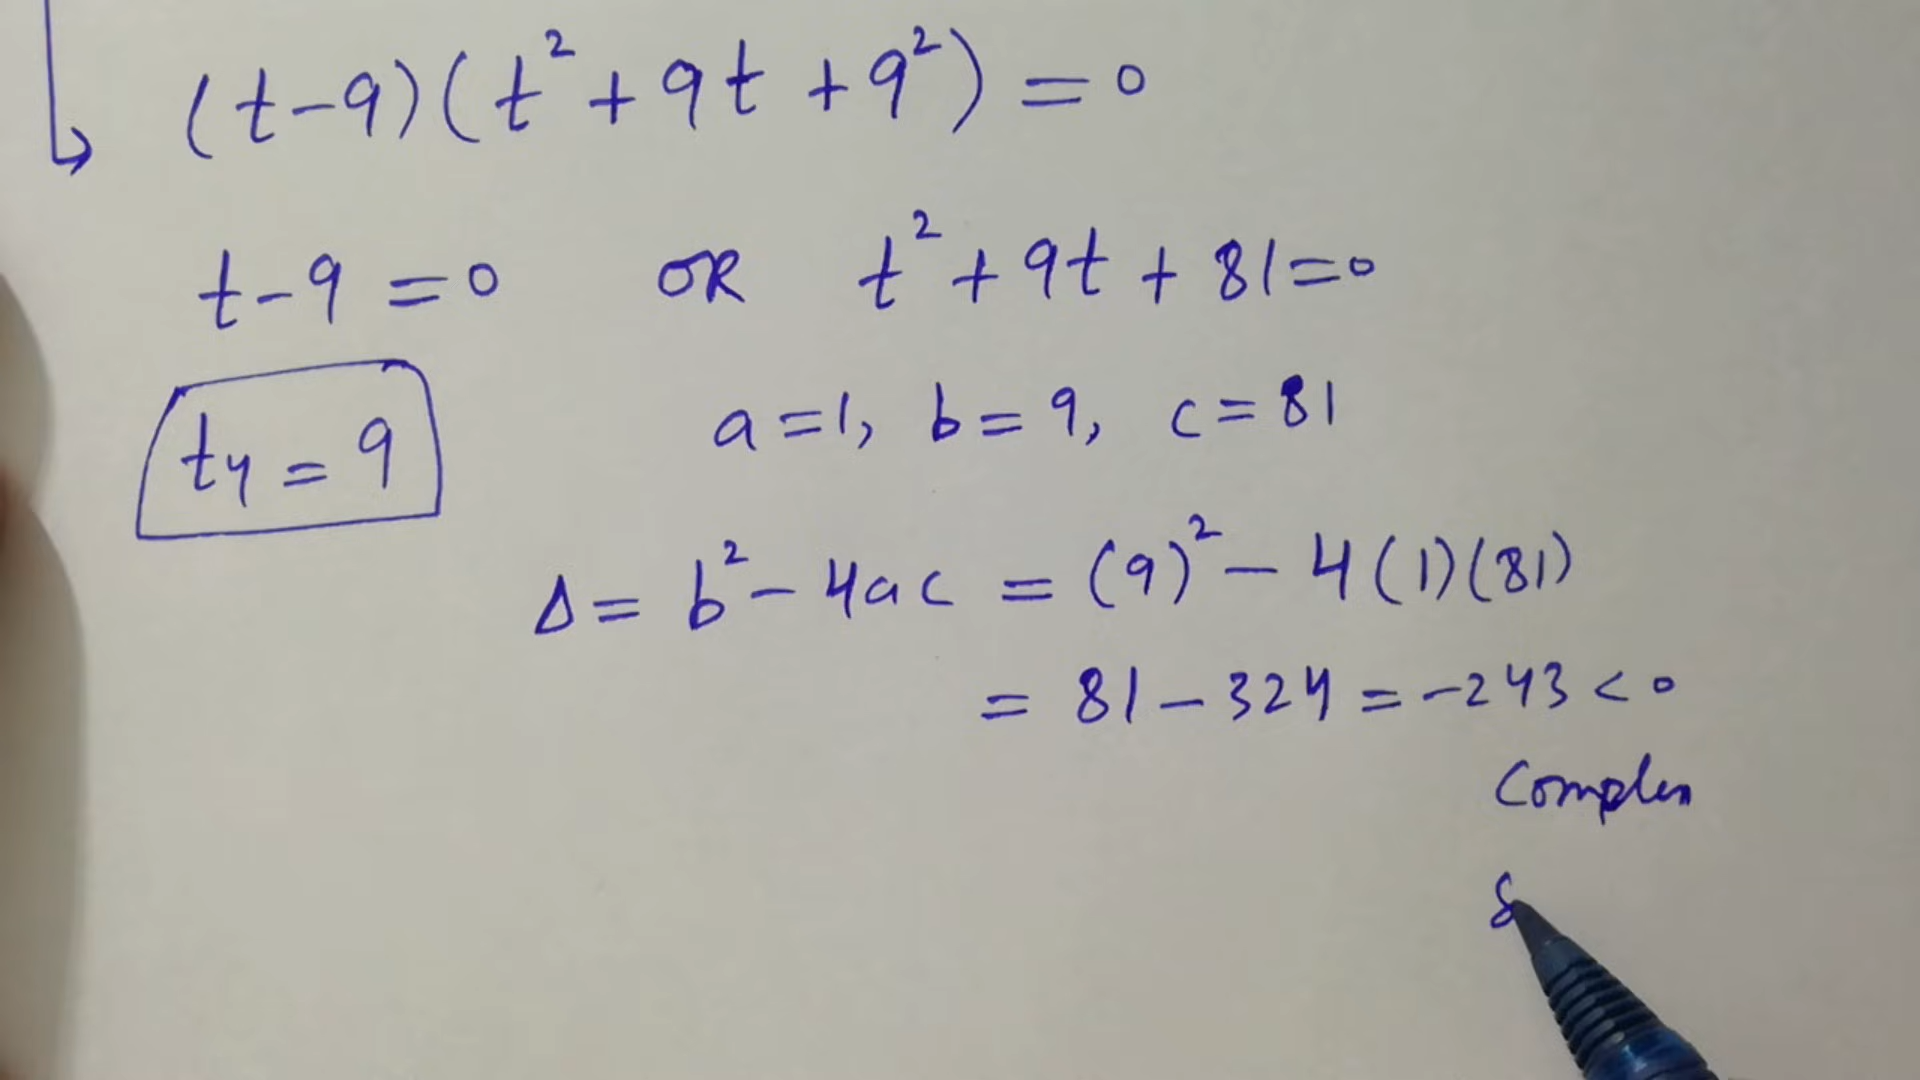 (t-9)(t²+9t+9²)=0
t-9=0 OR t²+9t+81=0
t₄=9
a=1, b=9, c=81
Δ=b²-4ac=(9)²-4(1)(81)
=81-324=-243<0
Complex
S